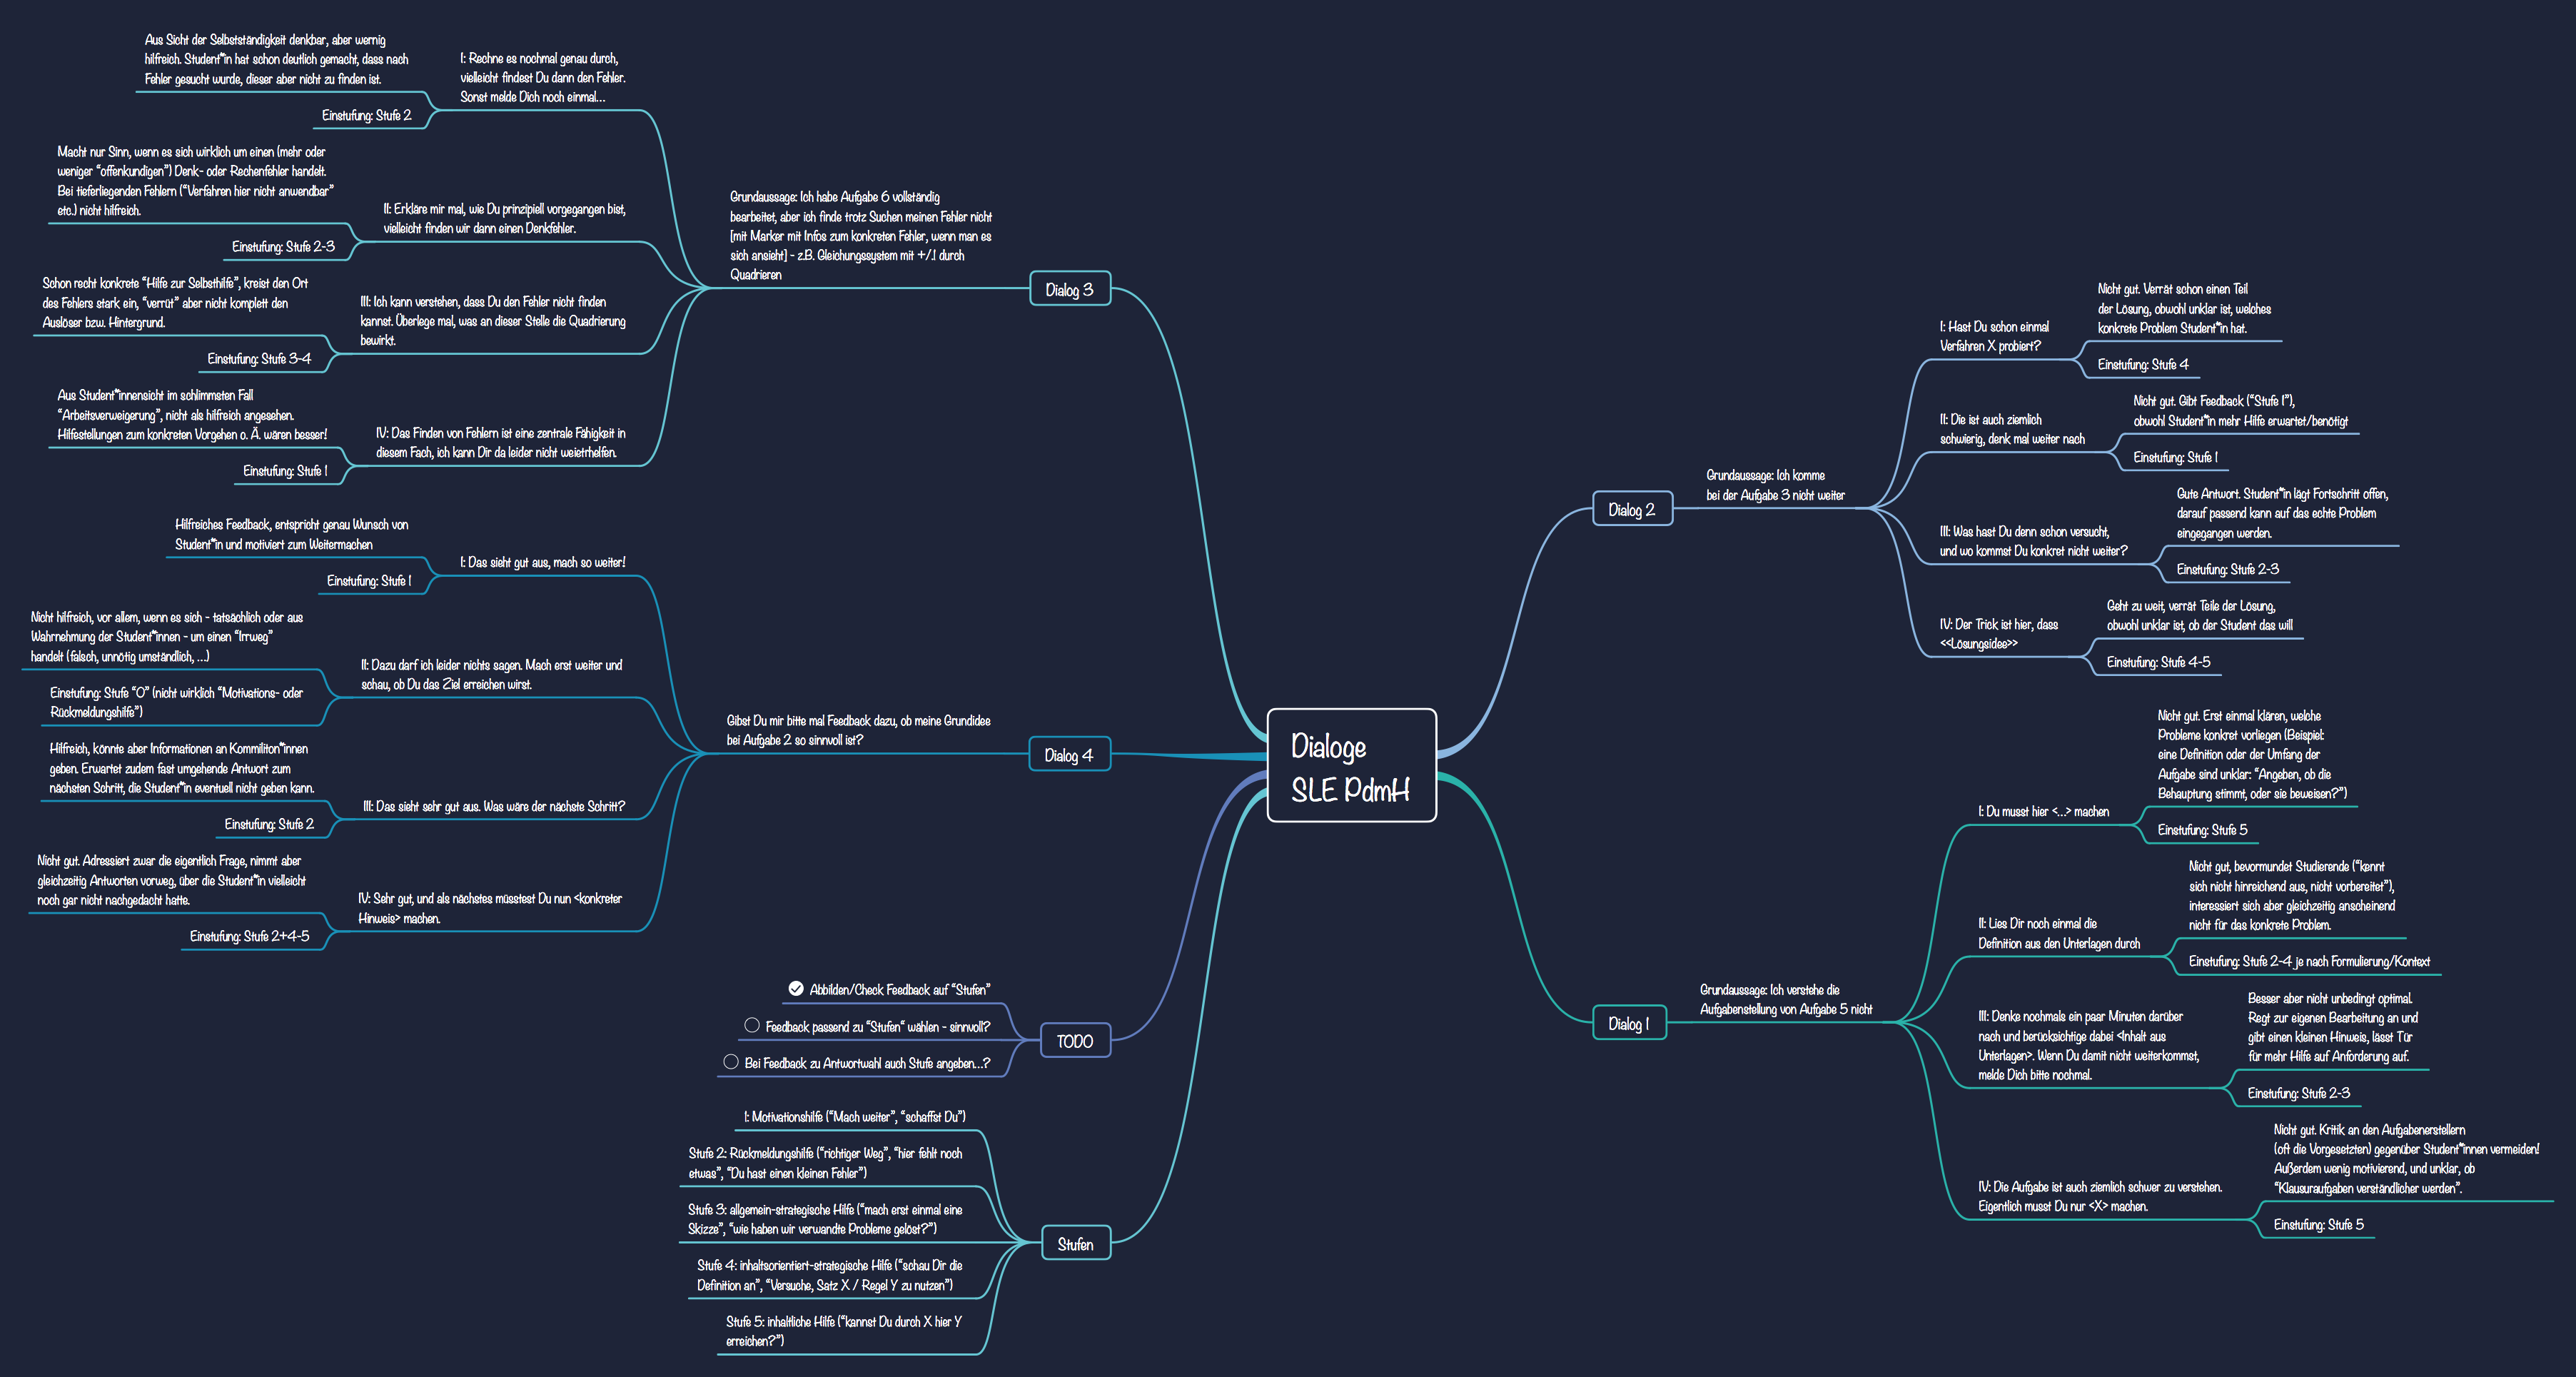 Dialoge
SLE PdmH
Dialog 3
Grundaussage: Ich habe Aufgabe 6 vollständig
bearbeitet, aber ich finde trotz Suchen meinen Fehler nicht
[mit Marker mit Infos zum konkreten Fehler, wenn man es
sich ansieht] - z.B. Gleichungssystem mit +/.[ durch
Quadrieren
I: Rechne es nochmal genau durch,
vielleicht findest Du dann den Fehler.
Sonst melde Dich noch einmal...
Aus Sicht der Selbstständigkeit denkbar, aber wernig
hilfreich. Student*in hat schon deutlich gemacht, dass nach
Fehler gesucht wurde, dieser aber nicht zu finden ist.
Einstufung: Stufe 2
II: Erkläre mir mal, wie Du prinzipiell vorgegangen bist,
vielleicht finden wir dann einen Denkfehler.
Macht nur Sinn, wenn es sich wirklich um einen (mehr oder
weniger “offenkundigen”) Denk- oder Rechenfehler handelt.
Bei tieferliegenden Fehlern (“Verfahren hier nicht anwendbar”
etc.) nicht hilfreich.
Einstufung: Stufe 2-3
III: Ich kann verstehen, dass Du den Fehler nicht finden
kannst. Überlege mal, was an dieser Stelle die Quadrierung
bewirkt.
Schon recht konkrete “Hilfe zur Selbsthilfe”, kreist den Ort
des Fehlers stark ein, “verrüt” aber nicht komplett den
Auslöser bzw. Hintergrund.
Einstufung: Stufe 3-4
IV: Das Finden von Fehlern ist eine zentrale Fähigkeit in
diesem Fach, ich kann Dir da leider nicht weietrhelfen.
Aus Student*innensicht im schlimmsten Fall
“Arbeitsverweigerung”, nicht als hilfreich angesehen.
Hilfestellungen zum konkreten Vorgehen o. Ä. wären besser!
Einstufung: Stufe 1
Dialog 4
Gibst Du mir bitte mal Feedback dazu, ob meine Grundidee
bei Aufgabe 2 so sinnvoll ist?
I: Das sieht gut aus, mach so weiter!
Hilfreiches Feedback, entspricht genau Wunsch von
Student*in und motiviert zum Weitermachen
Einstufung: Stufe 1
II: Dazu darf ich leider nichts sagen. Mach erst weiter und
schau, ob Du das Ziel erreichen wirst.
Nicht hilfreich, vor allem, wenn es sich - tatsächlich oder aus
Wahrnehmung der Student*innen - um einen “Irrweg”
handelt (falsch, unnötig umständlich, ...)
Einstufung: Stufe “0” (nicht wirklich “Motivations- oder
Rückmeldungshilfe”)
III: Das sieht sehr gut aus. Was wäre der nächste Schritt?
Hilfreich, könnte aber Informationen an Kommiliton*innen
geben. Erwartet zudem fast umgehende Antwort zum
nächsten Schritt, die Student*in eventuell nicht geben kann.
Einstufung: Stufe 2
IV: Sehr gut, und als nächstes müsstest Du nun <konkreter
Hinweis> machen.
Nicht gut. Adressiert zwar die eigentlich Frage, nimmt aber
gleichzeitig Antworten vorweg, über die Student*in vielleicht
noch gar nicht nachgedacht hatte.
Einstufung: Stufe 2+4-5
TODO
Abbilden/Check Feedback auf “Stufen”
Feedback passend zu “Stufen“ wählen - sinnvoll?
Bei Feedback zu Antwortwahl auch Stufe angeben...?
Stufen
1: Motivationshilfe (“Mach weiter”, “schaffst Du”)
Stufe 2: Rückmeldungshilfe (“richtiger Weg”, “hier fehlt noch
etwas”, “Du hast einen kleinen Fehler”)
Stufe 3: allgemein-strategische Hilfe (“mach erst einmal eine
Skizze”, “wie haben wir verwandte Probleme gelöst?”)
Stufe 4: inhaltsorientiert-strategische Hilfe (“schau Dir die
Definition an”, “Versuche, Satz X / Regel Y zu nutzen”)
Stufe 5: inhaltliche Hilfe (“kannst Du durch X hier Y
erreichen?”)
Dialog 2
Grundaussage: Ich komme
bei der Aufgabe 3 nicht weiter
I: Hast Du schon einmal
Verfahren X probiert?
Nicht gut. Verrät schon einen Teil
der Lösung, obwohl unklar ist, welches
konkrete Problem Student*in hat.
Einstufung: Stufe 4
II: Die ist auch ziemlich
schwierig, denk mal weiter nach
Nicht gut. Gibt Feedback (“Stufe 1”),
obwohl Student*in mehr Hilfe erwartet/benötigt
Einstufung: Stufe 1
III: Was hast Du denn schon versucht,
und wo kommst Du konkret nicht weiter?
Gute Antwort. Student*in lägt Fortschritt offen,
darauf passend kann auf das echte Problem
eingegangen werden.
Einstufung: Stufe 2-3
IV: Der Trick ist hier, dass
<<Lösungsidee>>
Geht zu weit, verrät Teile der Lösung,
obwohl unklar ist, ob der Student das will
Einstufung: Stufe 4-5
Dialog 1
Grundaussage: Ich verstehe die
Aufgabenstellung von Aufgabe 5 nicht
I: Du musst hier <...> machen
Nicht gut. Erst einmal klären, welche
Probleme konkret vorliegen (Beispiel:
eine Definition oder der Umfang der
Aufgabe sind unklar: “Angeben, ob die
Behauptung stimmt, oder sie beweisen?”)
Einstufung: Stufe 5
II: Lies Dir noch einmal die
Definition aus den Unterlagen durch
Nicht gut, bevormundet Studierende (“kennt
sich nicht hinreichend aus, nicht vorbereitet”),
interessiert sich aber gleichzeitig anscheinend
nicht für das konkrete Problem.
Einstufung: Stufe 2-4 je nach Formulierung/Kontext
III: Denke nochmals ein paar Minuten darüber
nach und berücksichtige dabei <Inhalt aus
Unterlagen>. Wenn Du damit nicht weiterkommst,
melde Dich bitte nochmal.
Besser aber nicht unbedingt optimal.
Regt zur eigenen Bearbeitung an und
gibt einen kleinen Hinweis, lässt Tür
für mehr Hilfe auf Anforderung auf.
Einstufung: Stufe 2-3
IV: Die Aufgabe ist auch ziemlich schwer zu verstehen.
Eigentlich musst Du nur <X> machen.
Nicht gut. Kritik an den Aufgabenerstellern
(oft die Vorgesetzten) gegenüber Student*innen vermeiden!
Außerdem wenig motivierend, und unklar, ob
“Klausuraufgaben verständlicher werden”.
Einstufung: Stufe 5